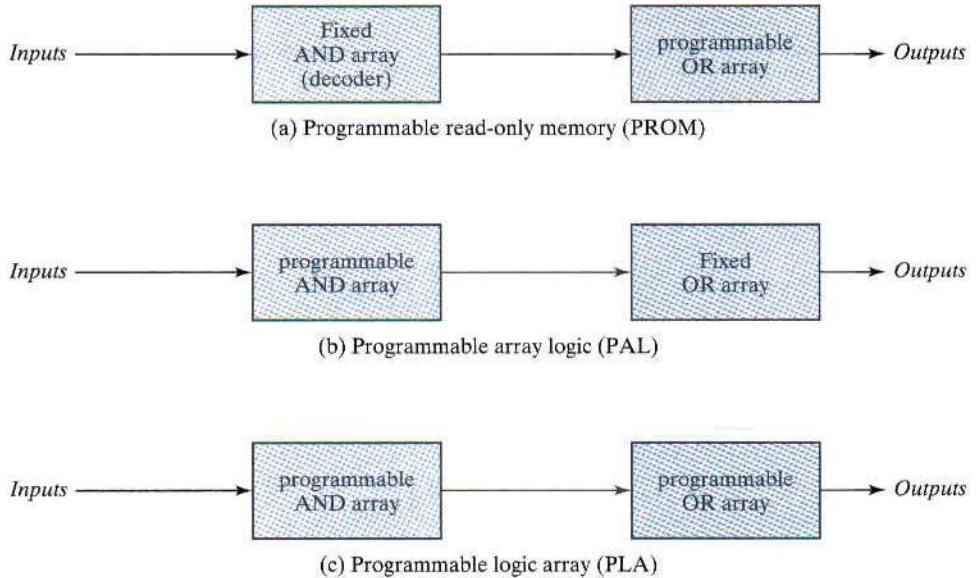 Inputs
Fixed
AND array
(decoder)
programmable
OR array
Outputs
(a) Programmable read-only memory (PROM)
Inputs
programmable
AND array
Fixed
OR array
Outputs
(b) Programmable array logic (PAL)
Inputs
programmable
AND array
programmable
OR array
Outputs
(c) Programmable logic array (PLA)